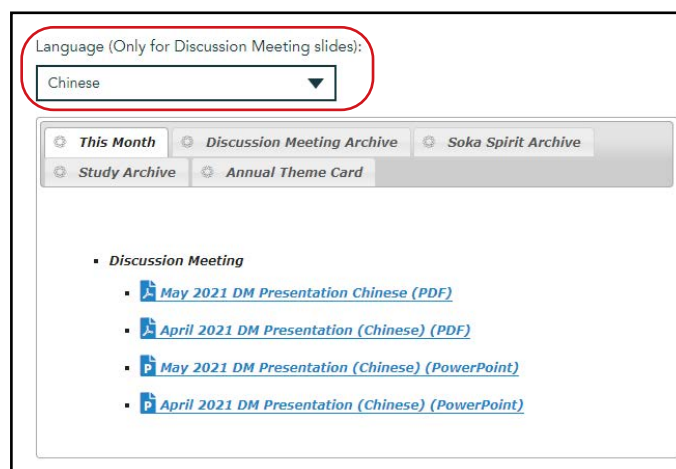 Language (Only for Discussion Meeting slides):
Chinese
This Month Discussion Meeting Archive Soka Spirit Archive
Study Archive Annual Theme Card
Discussion Meeting
May 2021 DM Presentation Chinese (PDF)
April 2021 DM Presentation (Chinese) (PDF)
May 2021 DM Presentation (Chinese) (PowerPoint)
April 2021 DM Presentation (Chinese) (PowerPoint)